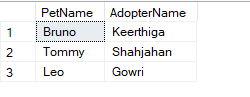 PetName AdopterName
1 Bruno Keerthiga
2 Tommy Shahjahan
3 Leo Gowri